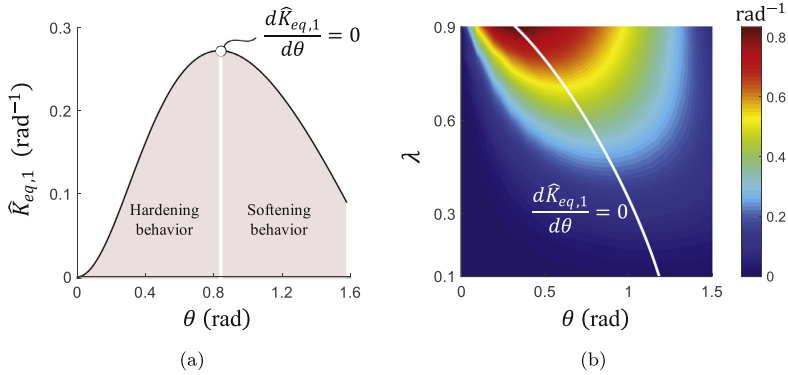 0.3
0.2
0.1
0
K̂eq,1 (rad⁻¹)
dK̂eq,1
dθ
= 0
Hardening
behavior
Softening
behavior
0 0.4 0.8 1.2 1.6
θ (rad)
(a)
0.9
0.6
0.3
0.1
λ
dK̂eq,1
dθ
= 0
0 0.5 1 1.5
θ (rad)
(b)
rad⁻¹
0.8
0.6
0.4
0.2
0